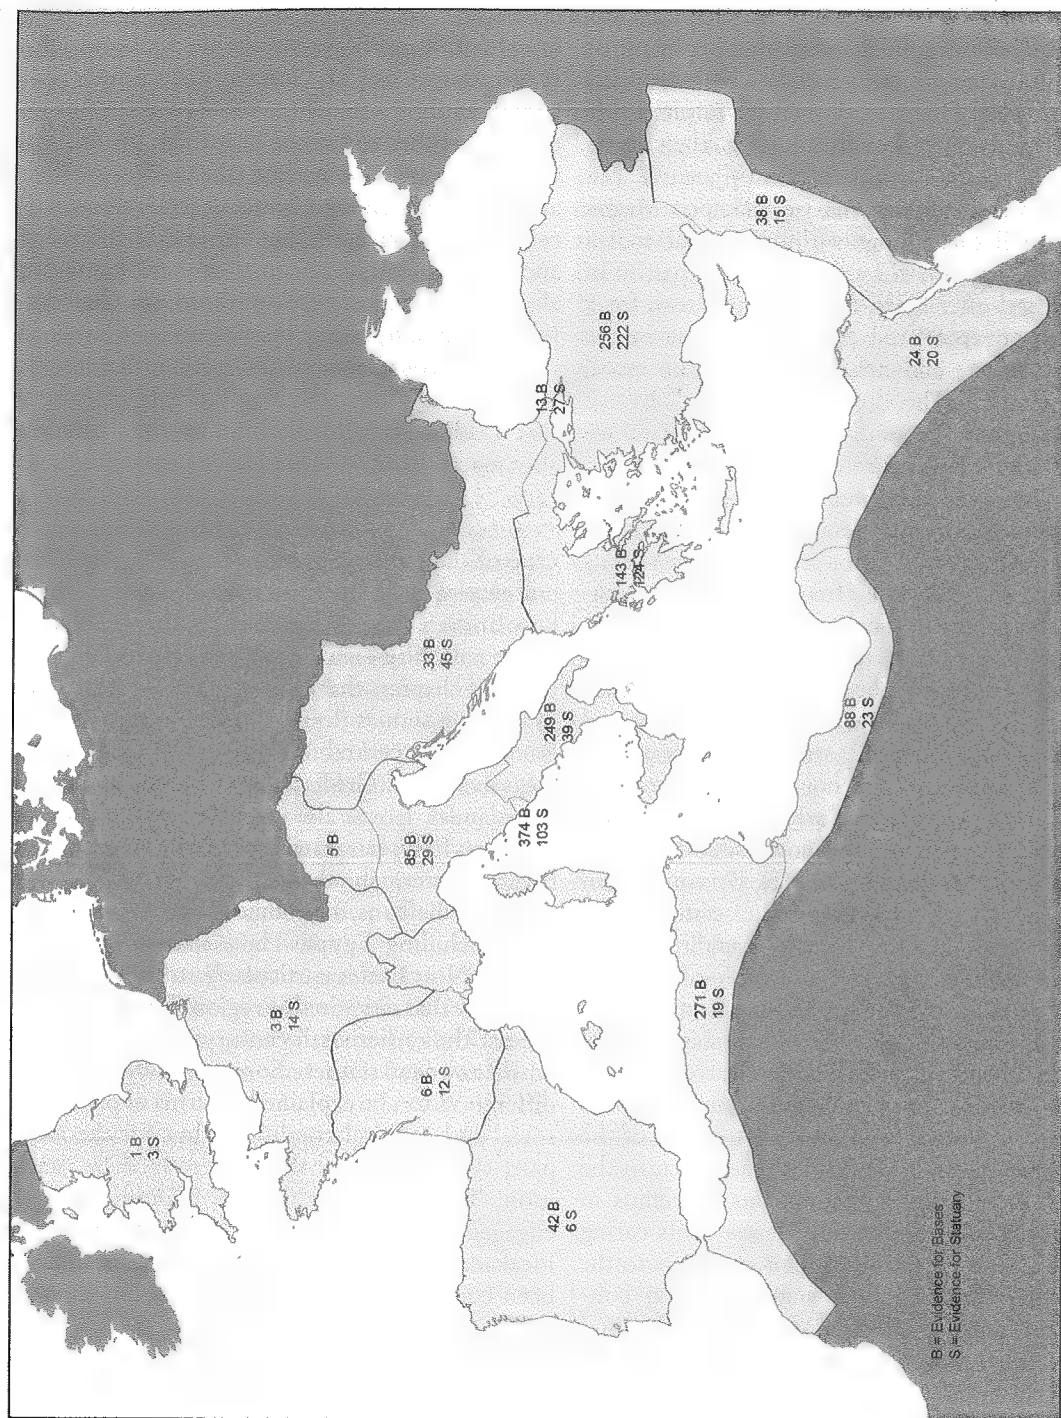 1 B
3 S
3 B
14 S
6 B
12 S
42 B
6 S
5 B
85 B
29 S
374 B
103 S
249 B
39 S
33 B
45 S
143 B
124 S
13 B
27 S
256 B
222 S
38 B
15 S
24 B
20 S
88 B
23 S
271 B
19 S
B = Evidence for Bases
S = Evidence for Statuary